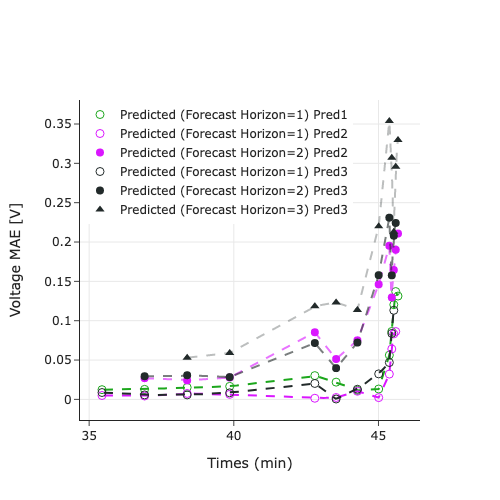 Predicted (Forecast Horizon=1) Pred1
Predicted (Forecast Horizon=1) Pred2
Predicted (Forecast Horizon=2) Pred2
Predicted (Forecast Horizon=1) Pred3
Predicted (Forecast Horizon=2) Pred3
Predicted (Forecast Horizon=3) Pred3
Voltage MAE [V]
0.35
0.3
0.25
0.2
0.15
0.1
0.05
0
35
40
45
Times (min)